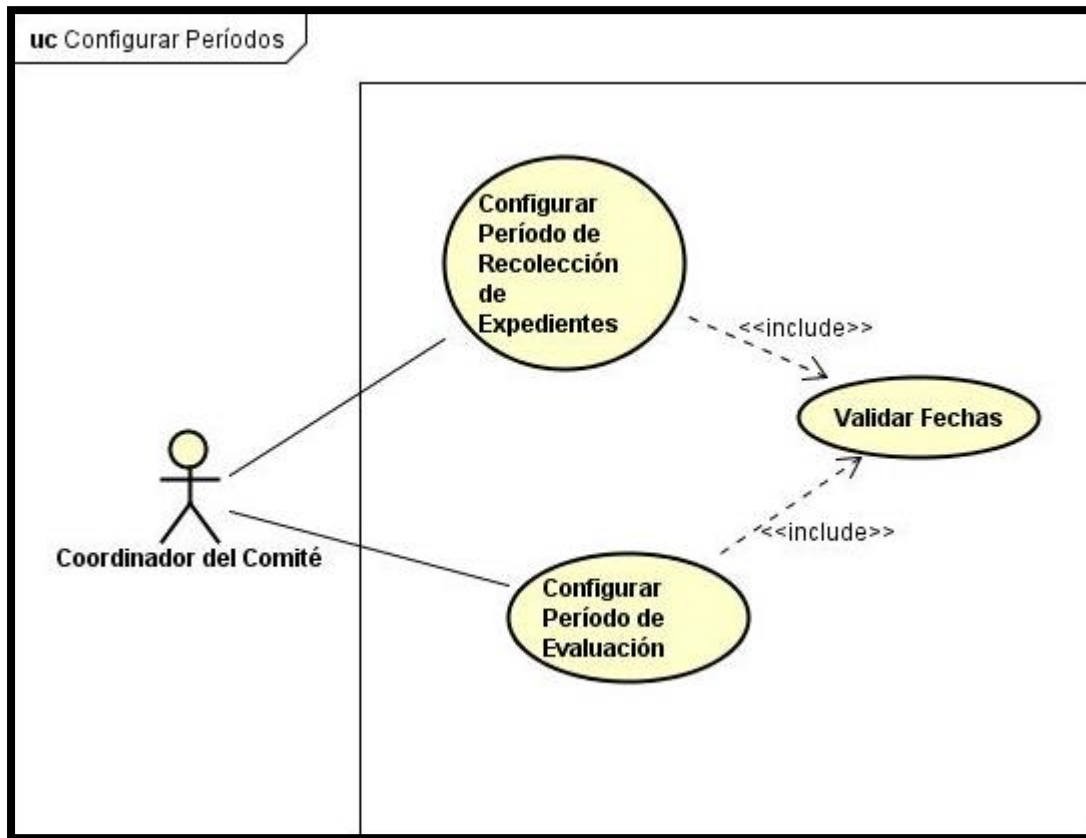 uc Configurar Períodos
Configurar
Período de
Recolección
de
Expedientes
<<include>>
Validar Fechas
Coordinador del Comité
<<include>>
Configurar
Período de
Evaluación